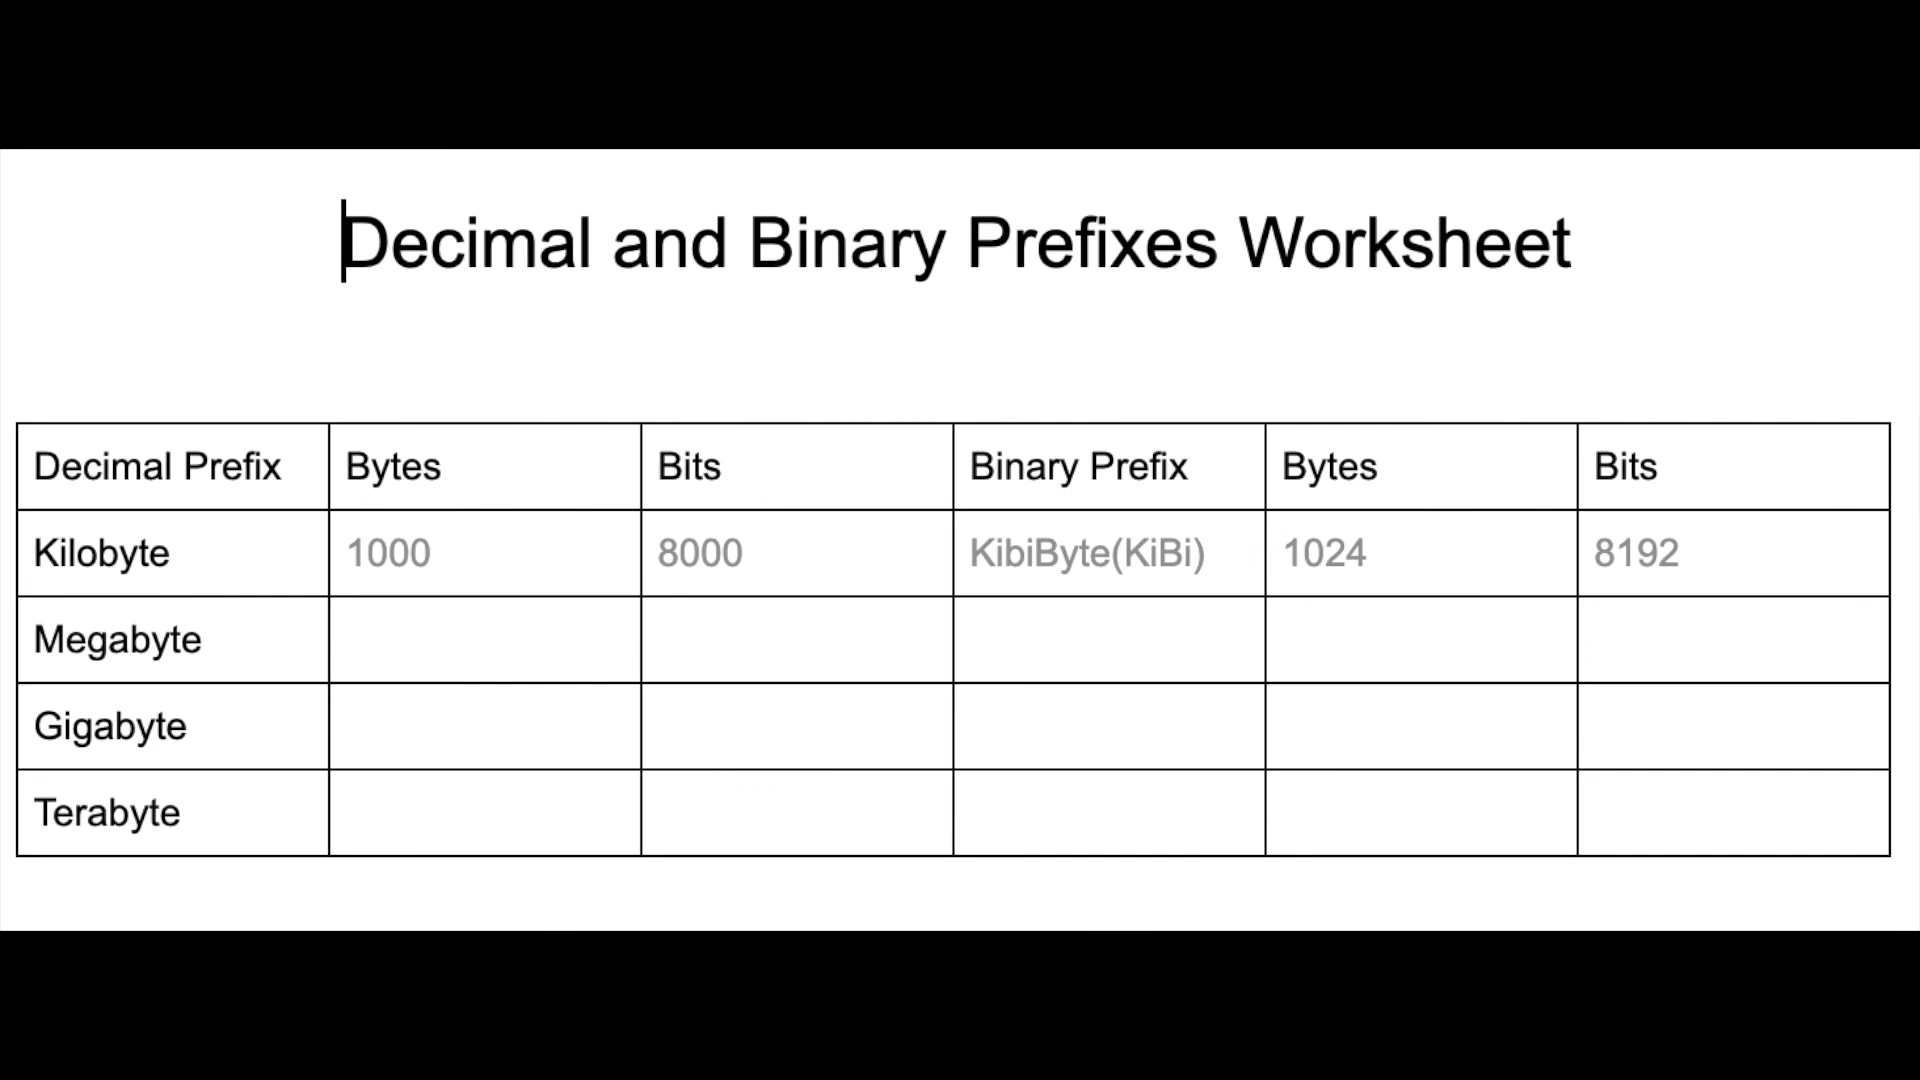 Decimal and Binary Prefixes Worksheet
Decimal Prefix Bytes Bits Binary Prefix Bytes Bits
Kilobyte 1000 8000 KibiByte(KiBi) 1024 8192
Megabyte
Gigabyte
Terabyte